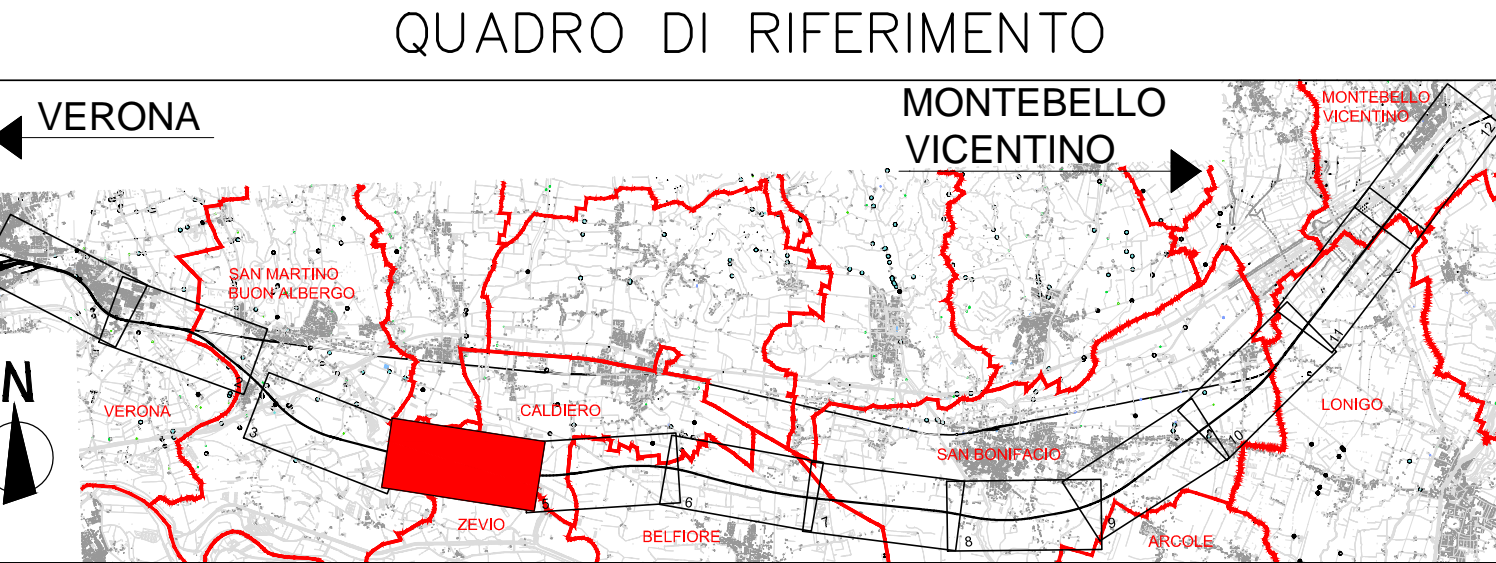 QUADRO DI RIFERIMENTO
VERONA
MONTEBELLO
VICENTINO
MONTEBELLO
VICENTINO
12
SAN MARTINO
BUON ALBERGO
N
VERONA
3
CALDIERO
LONIGO
11
10
SAN BONIFACIO
5
6
7
8
9
ZEVIO
BELFIORE
ARCOLE